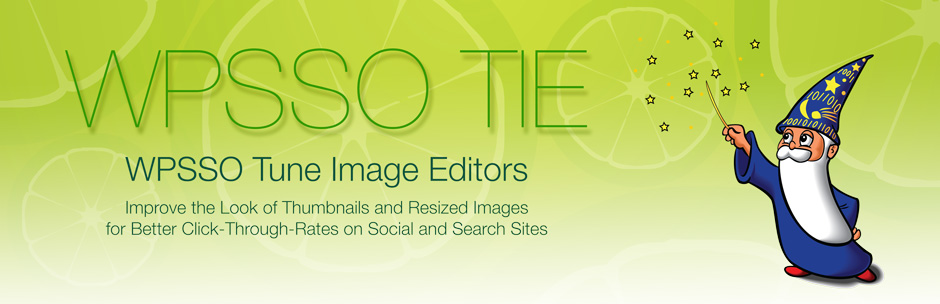 WPSSO TIE
WPSSO Tune Image Editors
Improve the Look of Thumbnails and Resized Images
for Better Click-Through-Rates on Social and Search Sites